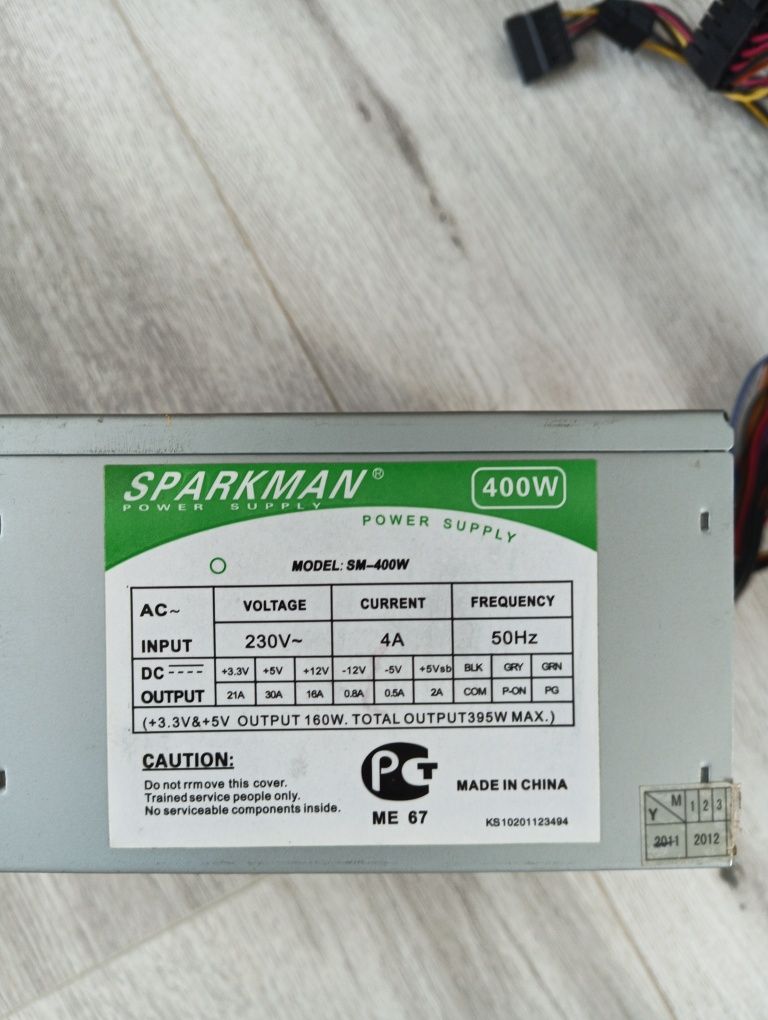 SPARKMAN®
POWER SUPPLY
400W
POWER SUPPLY
MODEL: SM-400W
AC~ INPUT VOLTAGE CURRENT FREQUENCY
230V~ 4A 50Hz
DC OUTPUT +3.3V +5V +12V -12V -5V +5Vsb BLK GRY GRN
21A 30A 16A 0.8A 0.5A 2A COM P-ON PG
(+3.3V&+5V OUTPUT 160W. TOTAL OUTPUT395W MAX.)
CAUTION:
Do not rrmove this cover.
Trained service people only.
No serviceable components inside.
PCT
ME 67
MADE IN CHINA
KS10201123494
Y M 1 2 3
2011 2012